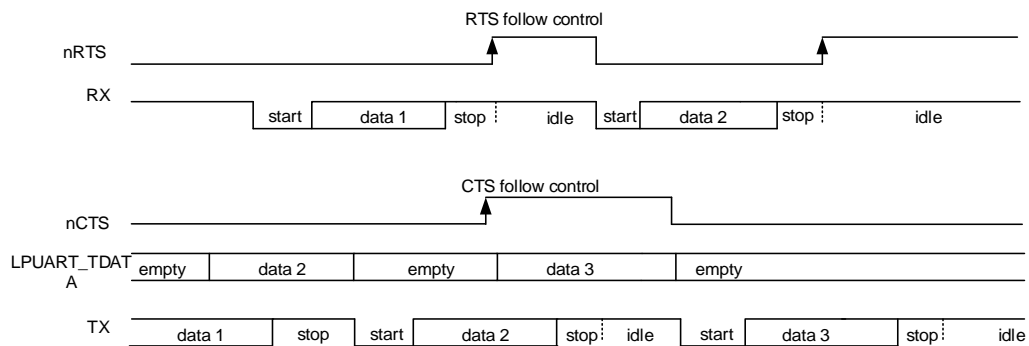 RTS follow control
nRTS
RX
start data 1 stop idle start data 2 stop idle
CTS follow control
nCTS
LPUART_TDAT
A
empty data 2 empty data 3 empty
TX
data 1 stop start data 2 stop idle start data 3 stop idle